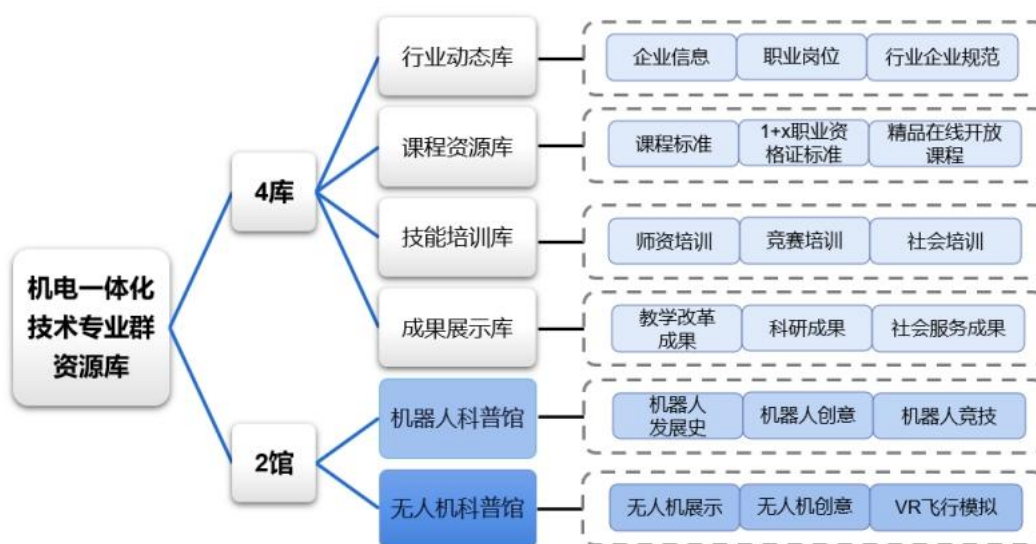 行业动态库
企业信息
职业岗位
行业企业规范
课程资源库
课程标准
1+x职业资
格证标准
精品在线开放
课程
4库
技能培训库
师资培训
竞赛培训
社会培训
机电一体化
技术专业群
资源库
成果展示库
教学改革
成果
科研成果
社会服务成果
2馆
机器人科普馆
机器人
发展史
机器人创意
机器人竞技
无人机科普馆
无人机展示
无人机创意
VR飞行模拟